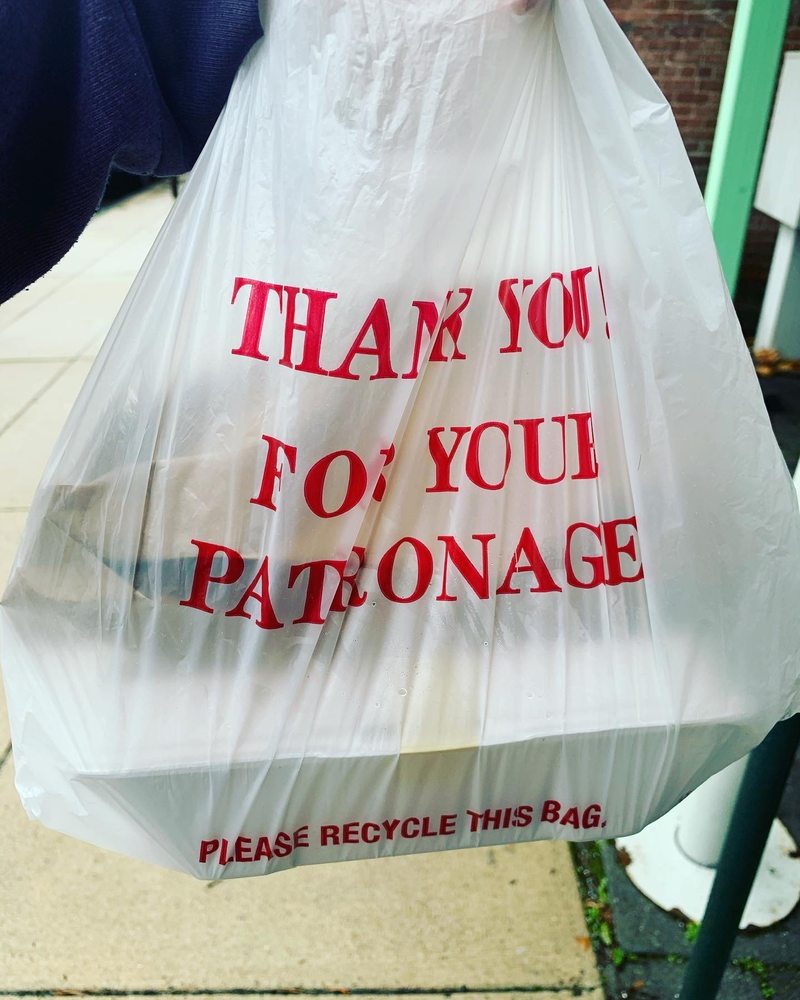 THANK YOU!
FOR YOUR
PATRONAGE
PLEASE RECYCLE THIS BAG.